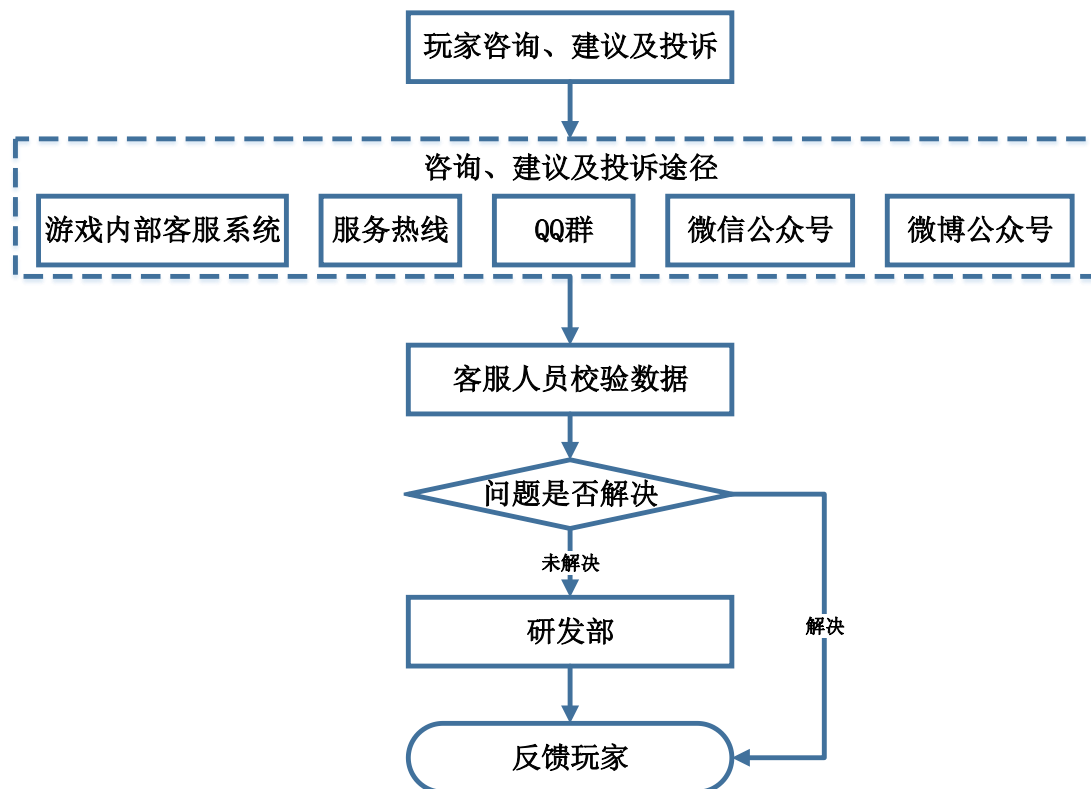 玩家咨询、建议及投诉
咨询、建议及投诉途径
游戏内部客服系统
服务热线
QQ群
微信公众号
微博公众号
客服人员校验数据
问题是否解决
未解决
研发部
解决
反馈玩家